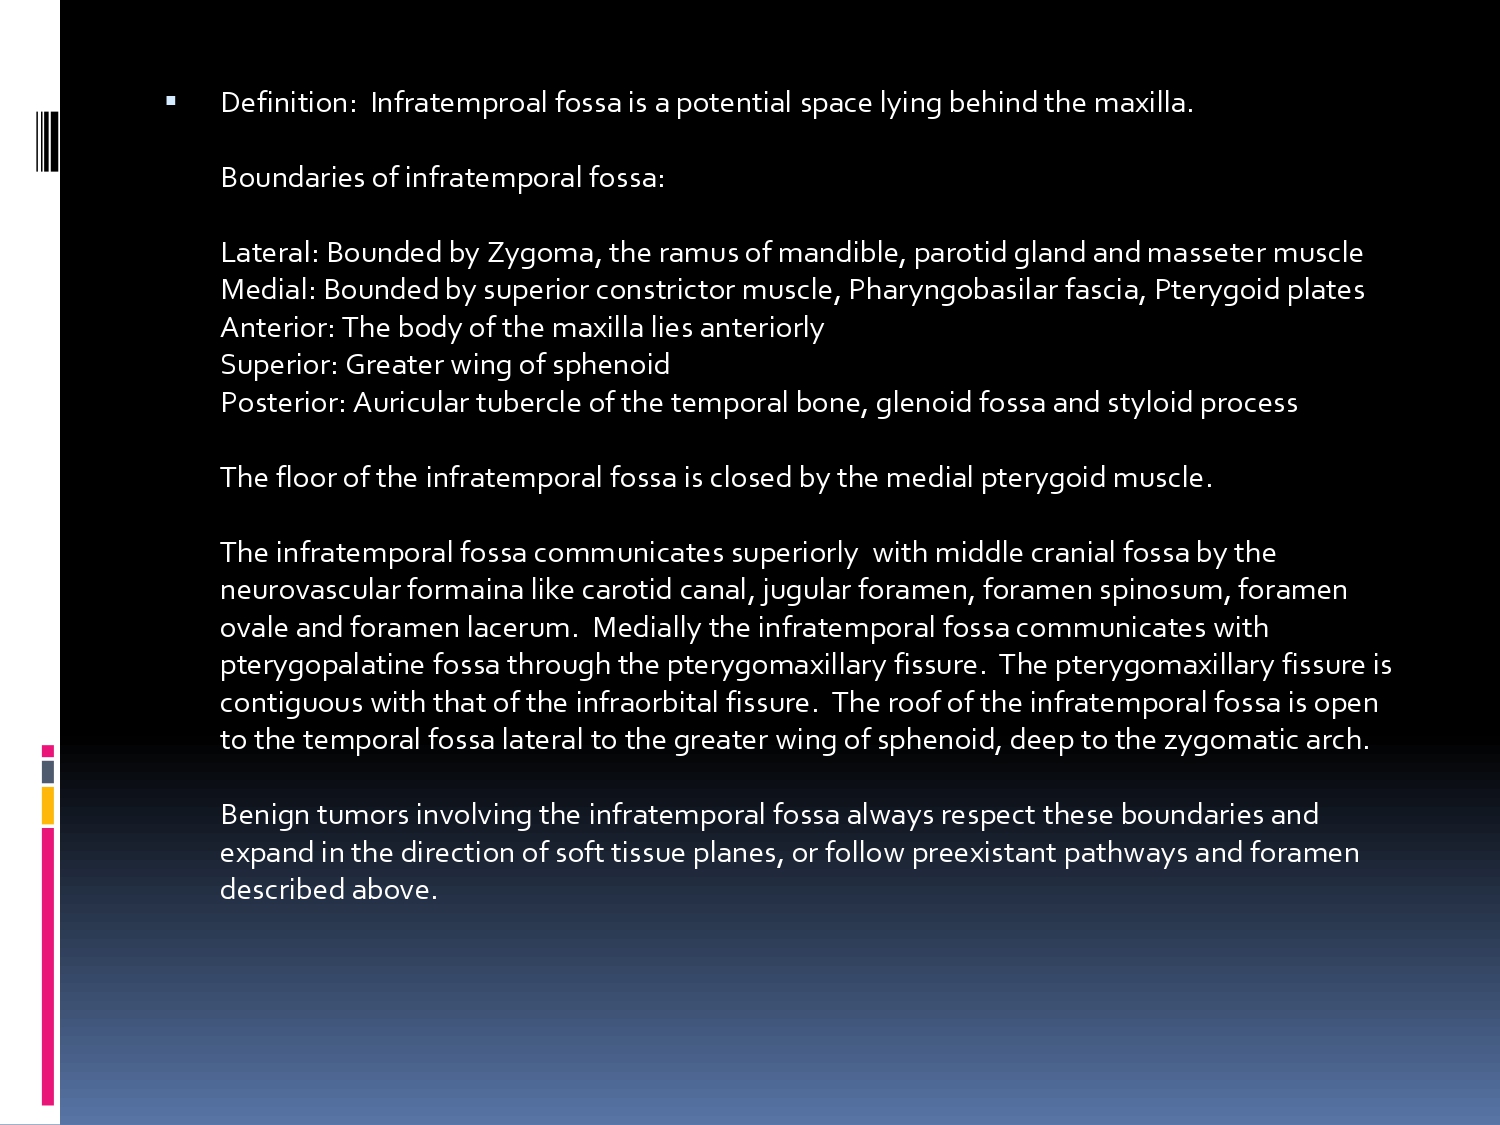 Definition: Infratemproal fossa is a potential space lying behind the maxilla.
Boundaries of infratemporal fossa:
Lateral: Bounded by Zygoma, the ramus of mandible, parotid gland and masseter muscle
Medial: Bounded by superior constrictor muscle, Pharyngobasilar fascia, Pterygoid plates
Anterior: The body of the maxilla lies anteriorly
Superior: Greater wing of sphenoid
Posterior: Auricular tubercle of the temporal bone, glenoid fossa and styloid process
The floor of the infratemporal fossa is closed by the medial pterygoid muscle.
The infratemporal fossa communicates superiorly with middle cranial fossa by the
neurovascular formaina like carotid canal, jugular foramen, foramen spinosum, foramen
ovale and foramen lacerum. Medially the infratemporal fossa communicates with
pterygopalatine fossa through the pterygomaxillary fissure. The pterygomaxillary fissure is
contiguous with that of the infraorbital fissure. The roof of the infratemporal fossa is open
to the temporal fossa lateral to the greater wing of sphenoid, deep to the zygomatic arch.
Benign tumors involving the infratemporal fossa always respect these boundaries and
expand in the direction of soft tissue planes, or follow preexistant pathways and foramen
described above.